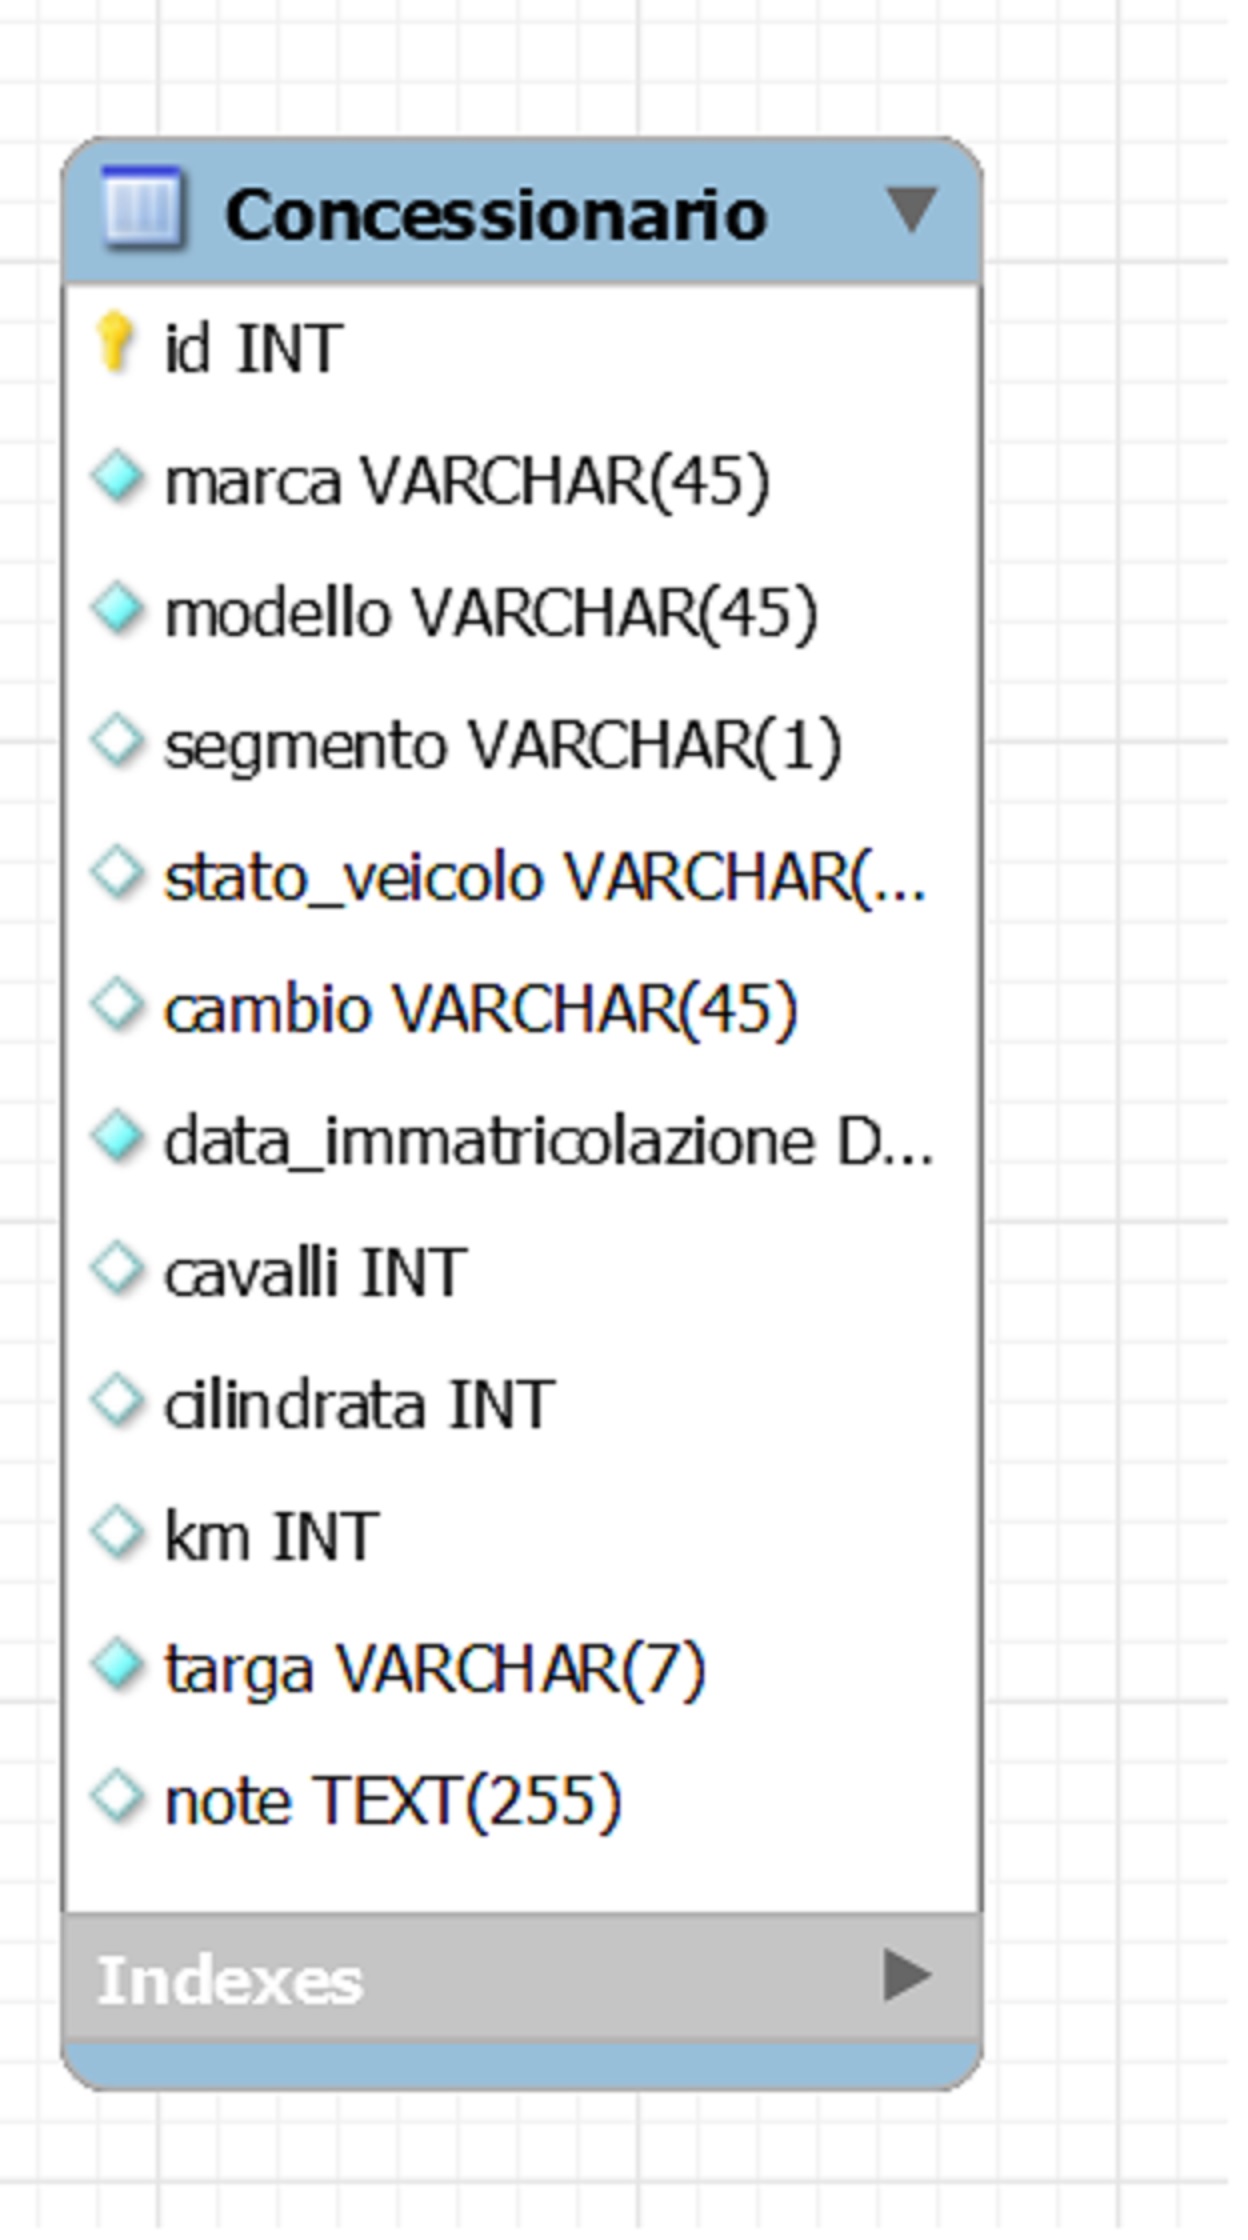 Concessionario
id INT
marca VARCHAR(45)
modello VARCHAR(45)
segmento VARCHAR(1)
stato_veicolo VARCHAR(...
cambio VARCHAR(45)
data_immatricolazione D...
cavalli INT
cilindrata INT
km INT
targa VARCHAR(7)
note TEXT(255)
Indexes